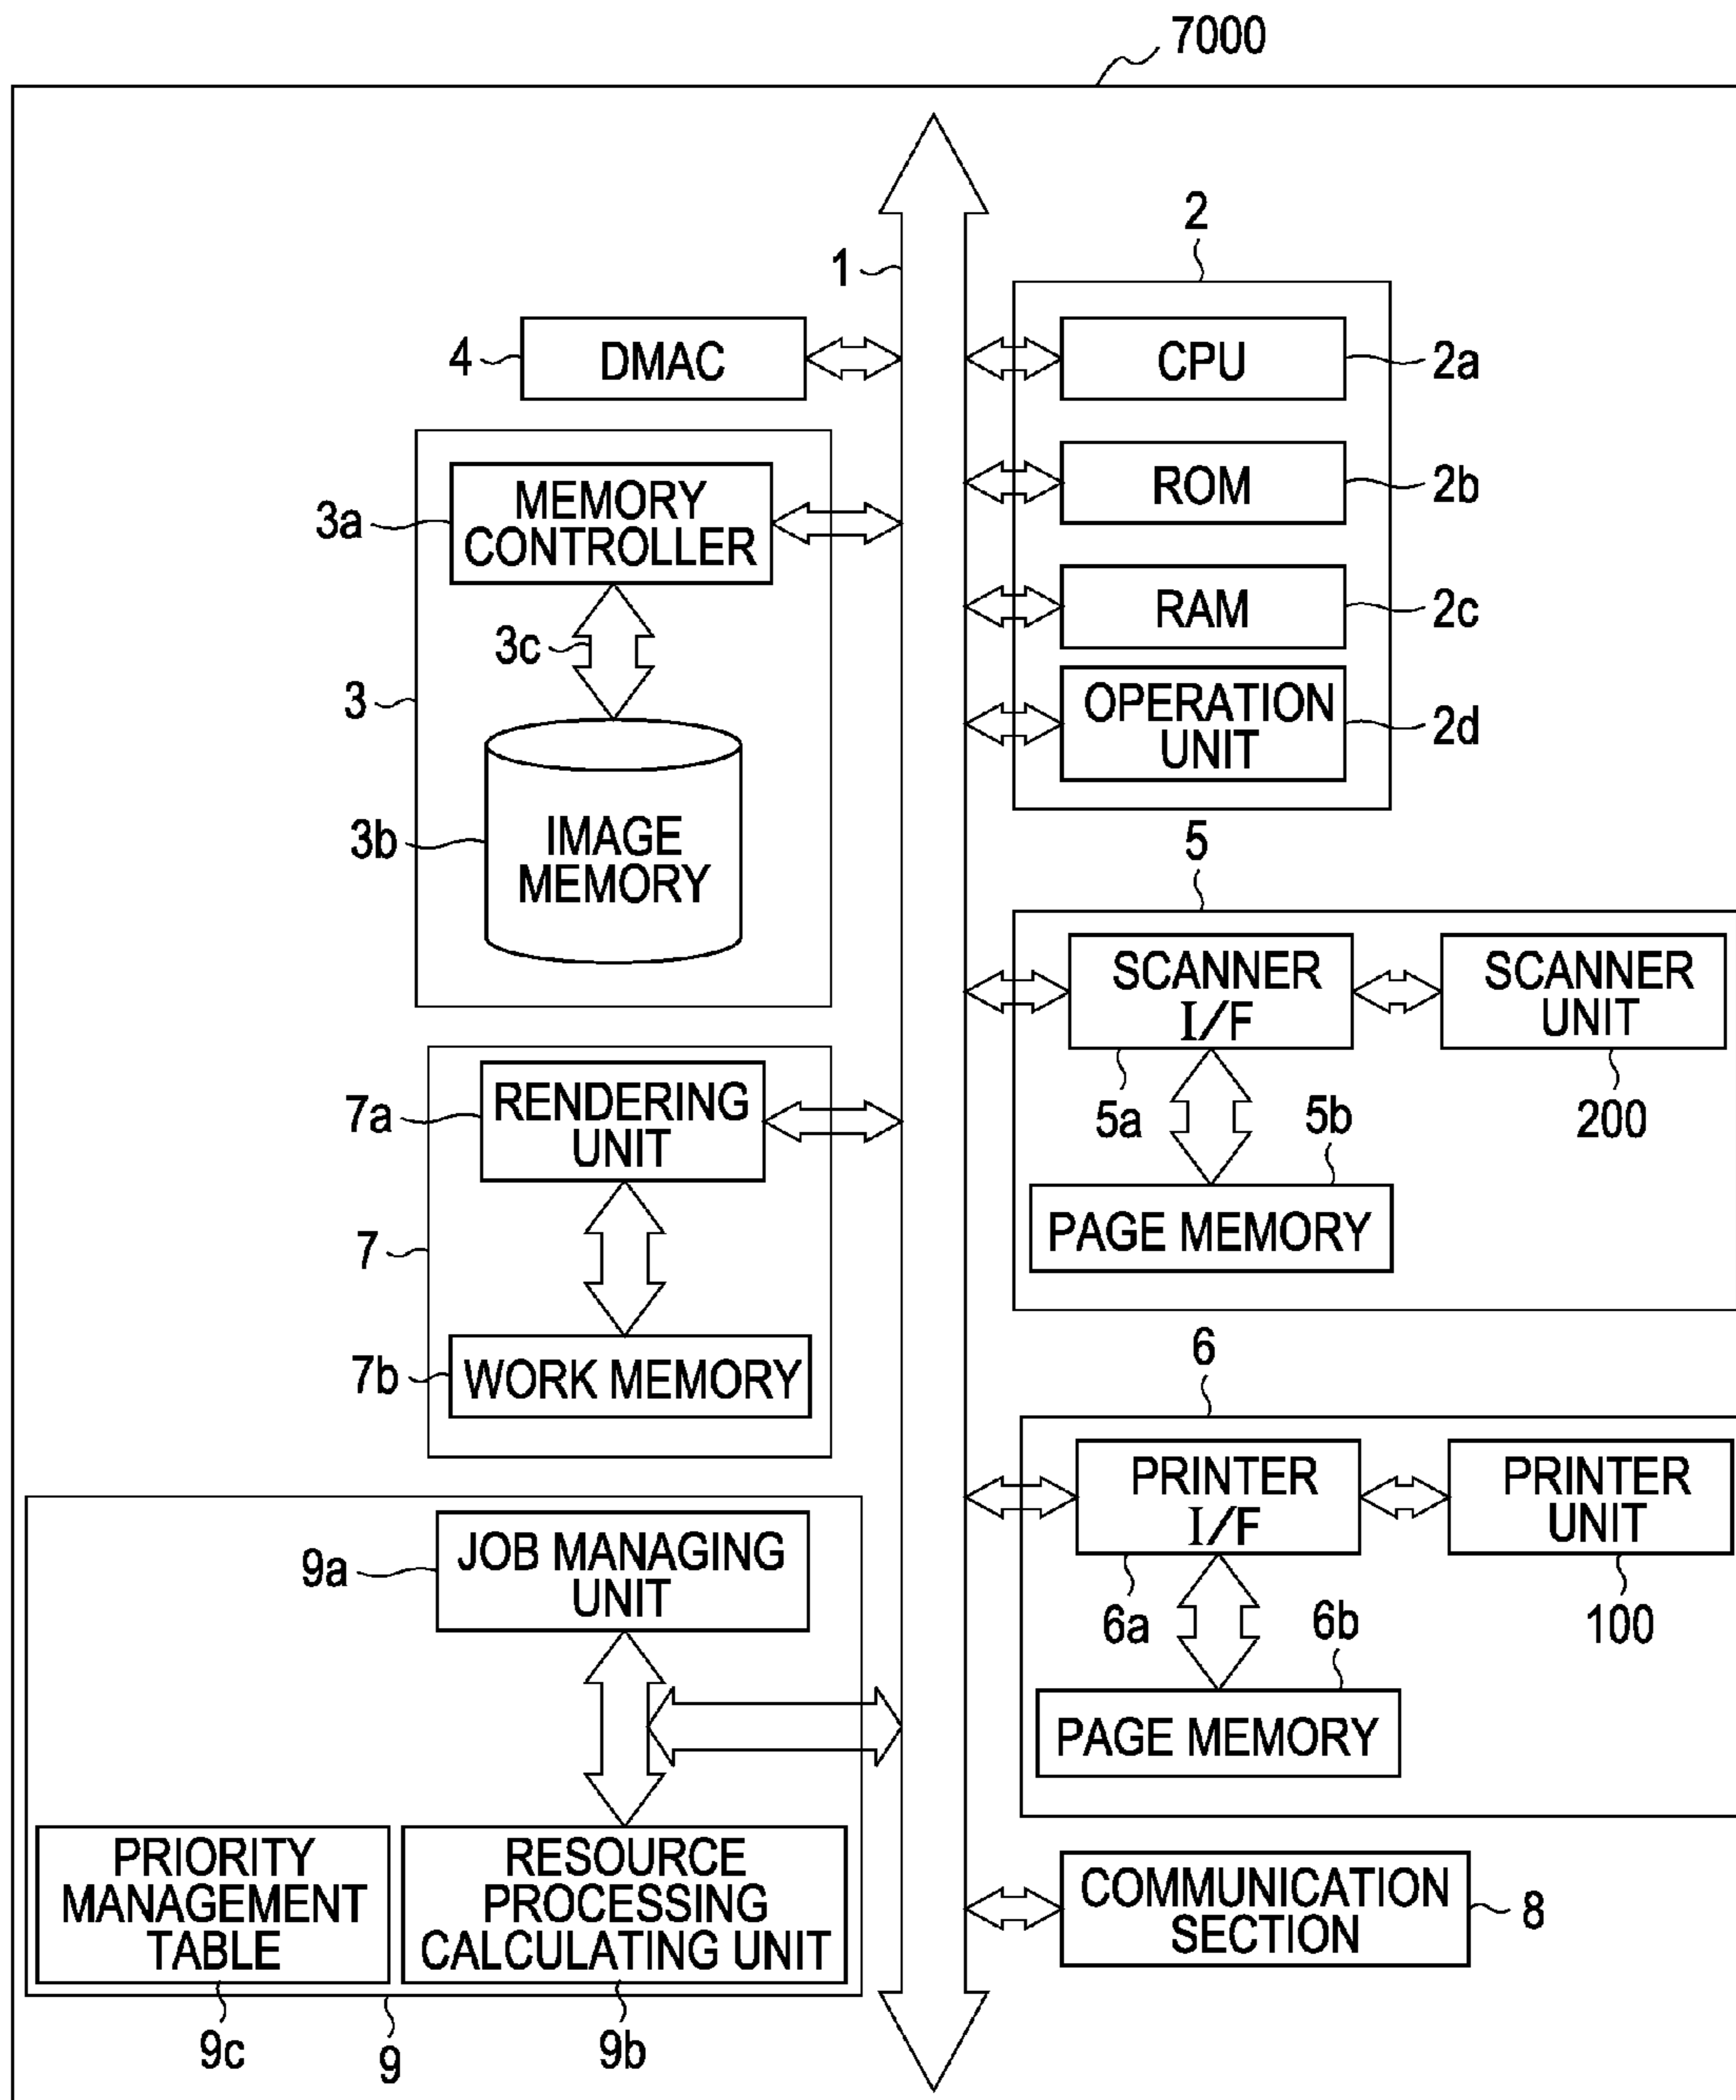 7000
1
2
4
DMAC
CPU
2a
ROM
2b
RAM
2c
OPERATION
UNIT
2d
3
3a
MEMORY
CONTROLLER
3c
3b
IMAGE
MEMORY
5
SCANNER
I/F
5a
SCANNER
UNIT
200
5b
PAGE MEMORY
7
7a
RENDERING
UNIT
7b
WORK MEMORY
6
PRINTER
I/F
6a
PRINTER
UNIT
100
6b
PAGE MEMORY
9a
JOB MANAGING
UNIT
PRIORITY
MANAGEMENT
TABLE
9c
9
RESOURCE
PROCESSING
CALCULATING UNIT
9b
COMMUNICATION
SECTION
8